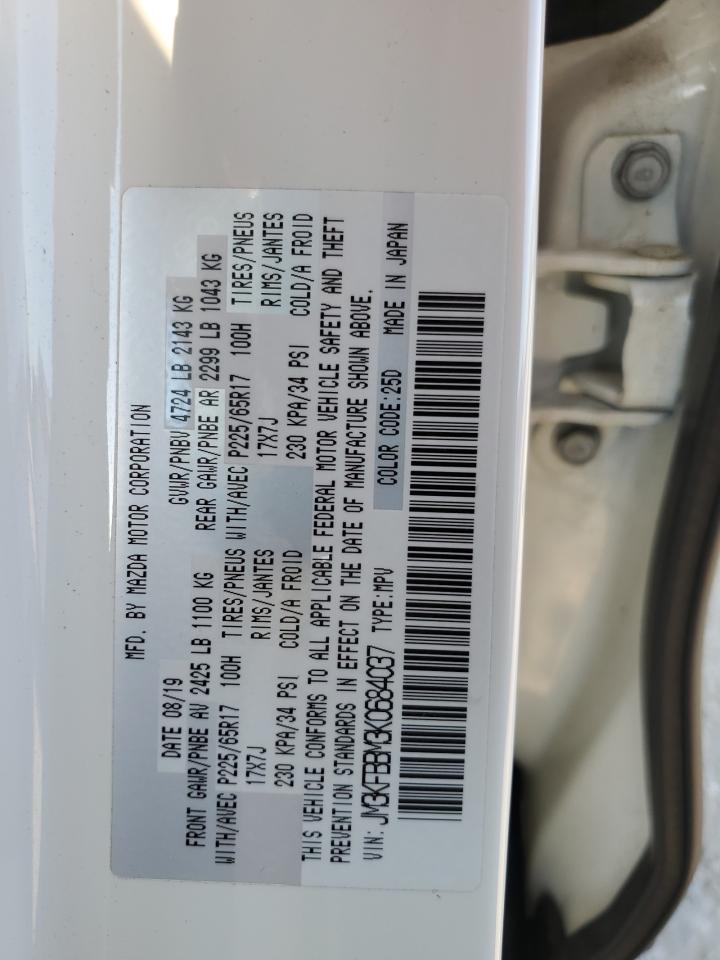 MFD. BY MAZDA MOTOR CORPORATION
DATE 08/19 GVWR/PNBV 4724 LB 2143 KG
FRONT GAWR/PNBE AV 2425 LB 1100 KG REAR GAWR/PNBE AR 2299 LB 1043 KG
WITH/AVEC P225/65R17 100H TIRES/PNEUS WITH/AVEC P225/65R17 100H TIRES/PNEUS
17X7J RIMS/JANTES 17X7J RIMS/JANTES
230 KPA/34 PSI COLD/A FROID 230 KPA/34 PSI COLD/A FROID
THIS VEHICLE CONFORMS TO ALL APPLICABLE FEDERAL MOTOR VEHICLE SAFETY AND THEFT
PREVENTION STANDARDS IN EFFECT ON THE DATE OF MANUFACTURE SHOWN ABOVE.
VIN: JM3KFBBM3K0684037 TYPE:MPV COLOR CODE:25D MADE IN JAPAN